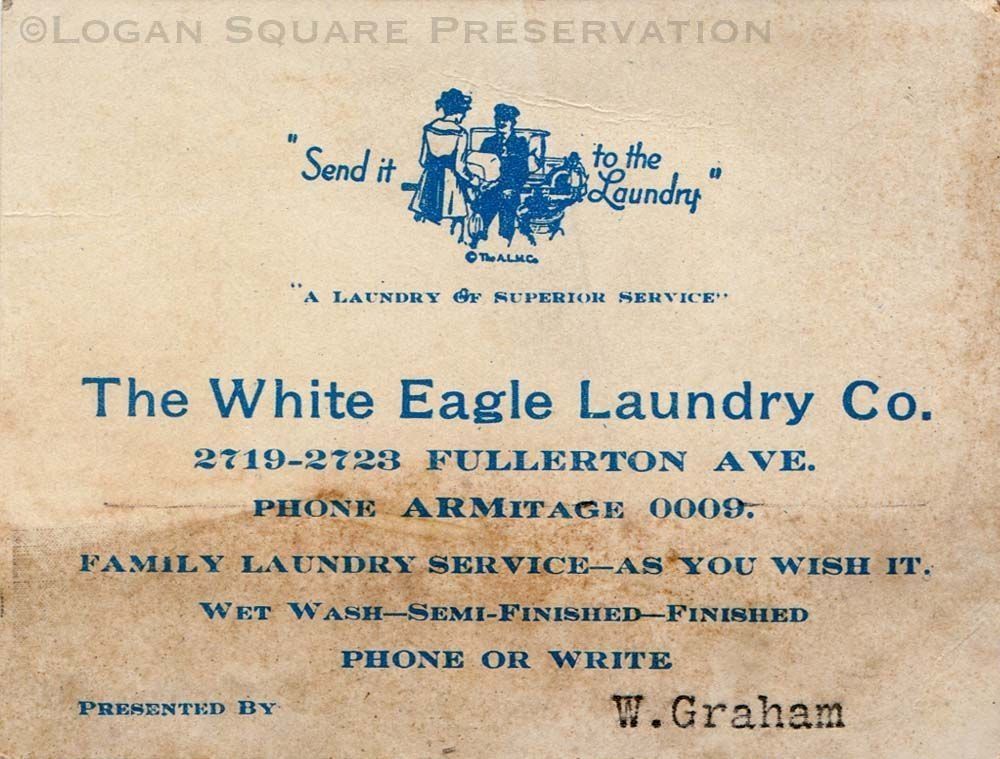 ©Logan Square Preservation
"Send it to the Laundry"
© The A.L.M.Co
"A Laundry Of Superior Service"
The White Eagle Laundry Co.
2719-2723 FULLERTON AVE.
PHONE ARMITAGE 0009.
FAMILY LAUNDRY SERVICE—AS YOU WISH IT.
Wet Wash—Semi-Finished—Finished
PHONE OR WRITE
Presented By W.Graham